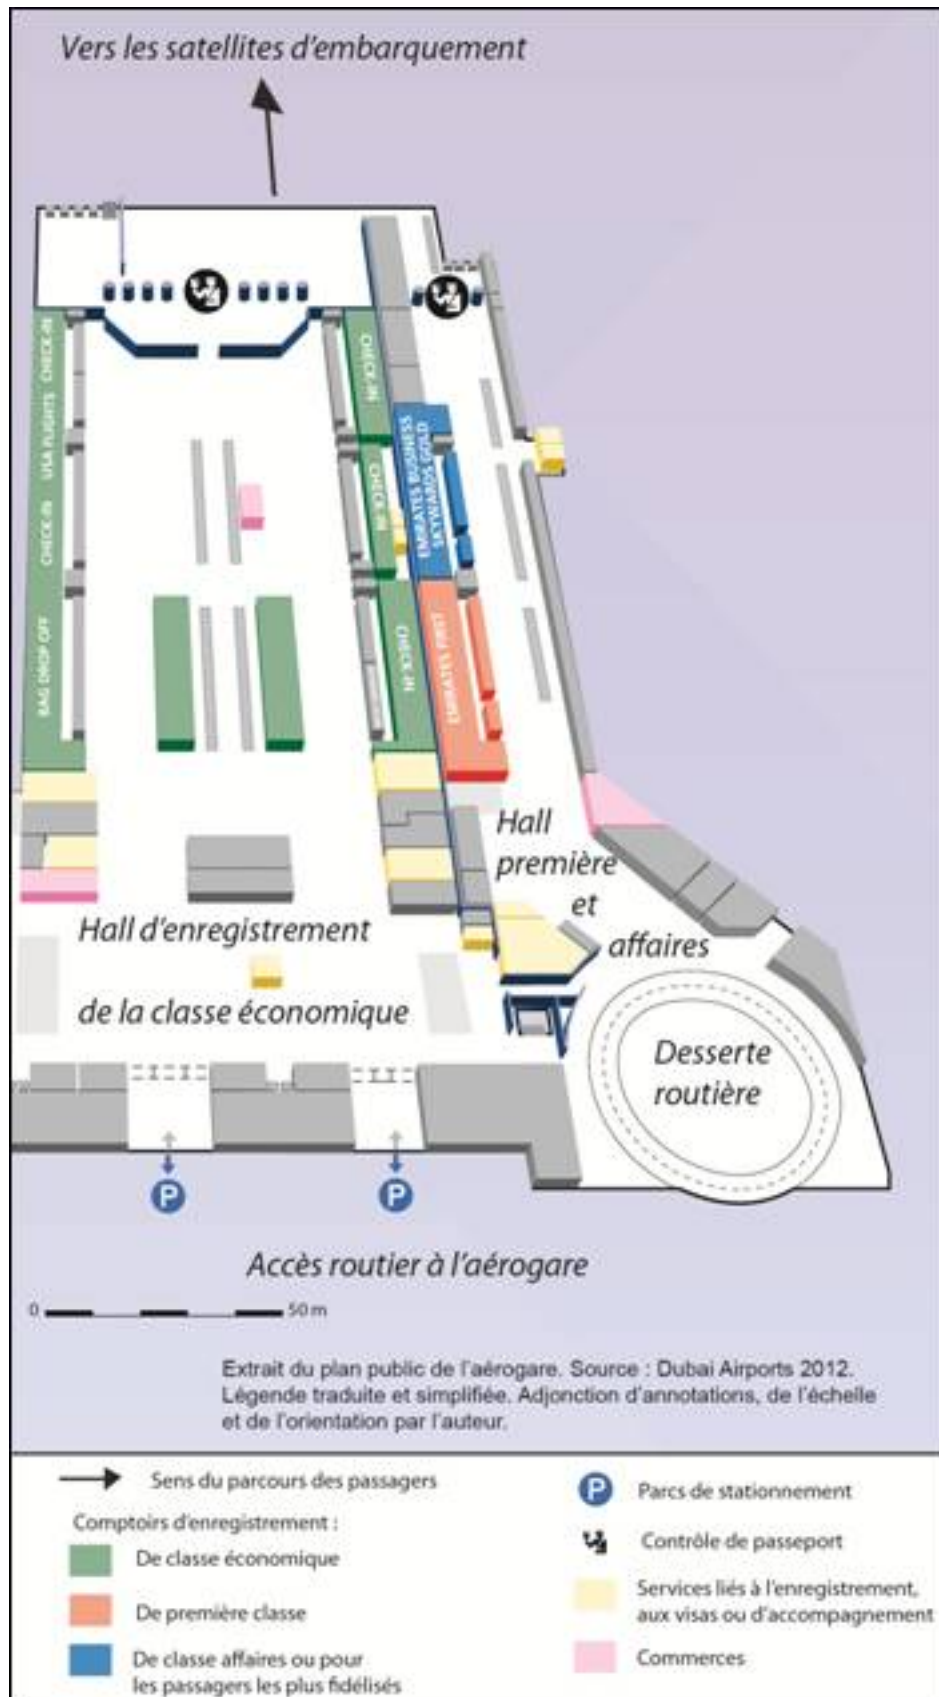 Vers les satellites d'embarquement
CHECK-IN
USA FLIGHTS
CHECK-IN
BAG DROP OFF
CHECK-IN
CHECK-IN
CHECK-IN
EMIRATES BUSINESS
SKYWARDS GOLD
EMIRATES FIRST
Hall
première
et
affaires
Hall d'enregistrement
de la classe économique
Desserte
routière
P
P
Accès routier à l'aérogare
0 50 m
Extrait du plan public de l'aérogare. Source : Dubai Airports 2012.
Légende traduite et simplifiée. Adjonction d'annotations, de l'échelle
et de l'orientation par l'auteur.
Sens du parcours des passagers
Comptoirs d'enregistrement :
De classe économique
De première classe
De classe affaires ou pour
les passagers les plus fidélisés
P
Parcs de stationnement
Contrôle de passeport
Services liés à l'enregistrement,
aux visas ou d'accompagnement
Commerces